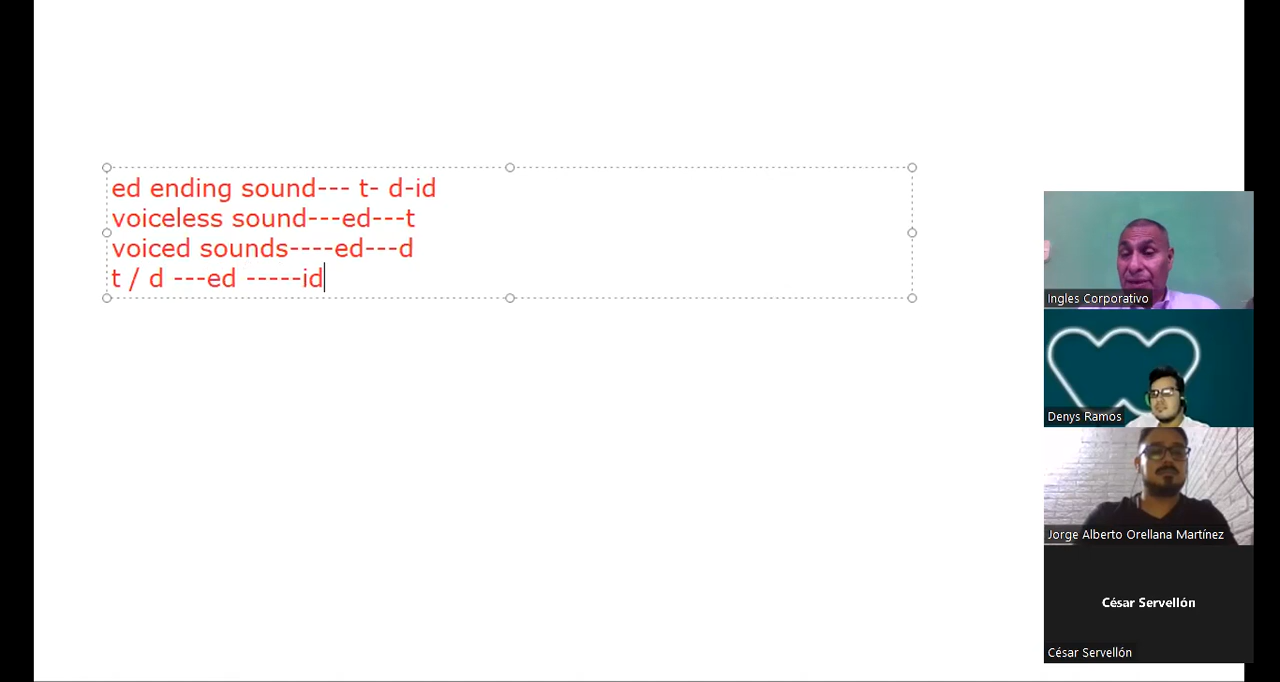 ed ending sound--- t- d-id
voiceless sound---ed---t
voiced sounds----ed---d
t / d ---ed -----id
Ingles Corporativo
Denys Ramos
Jorge Alberto Orellana Martínez
César Servellón
César Servellón